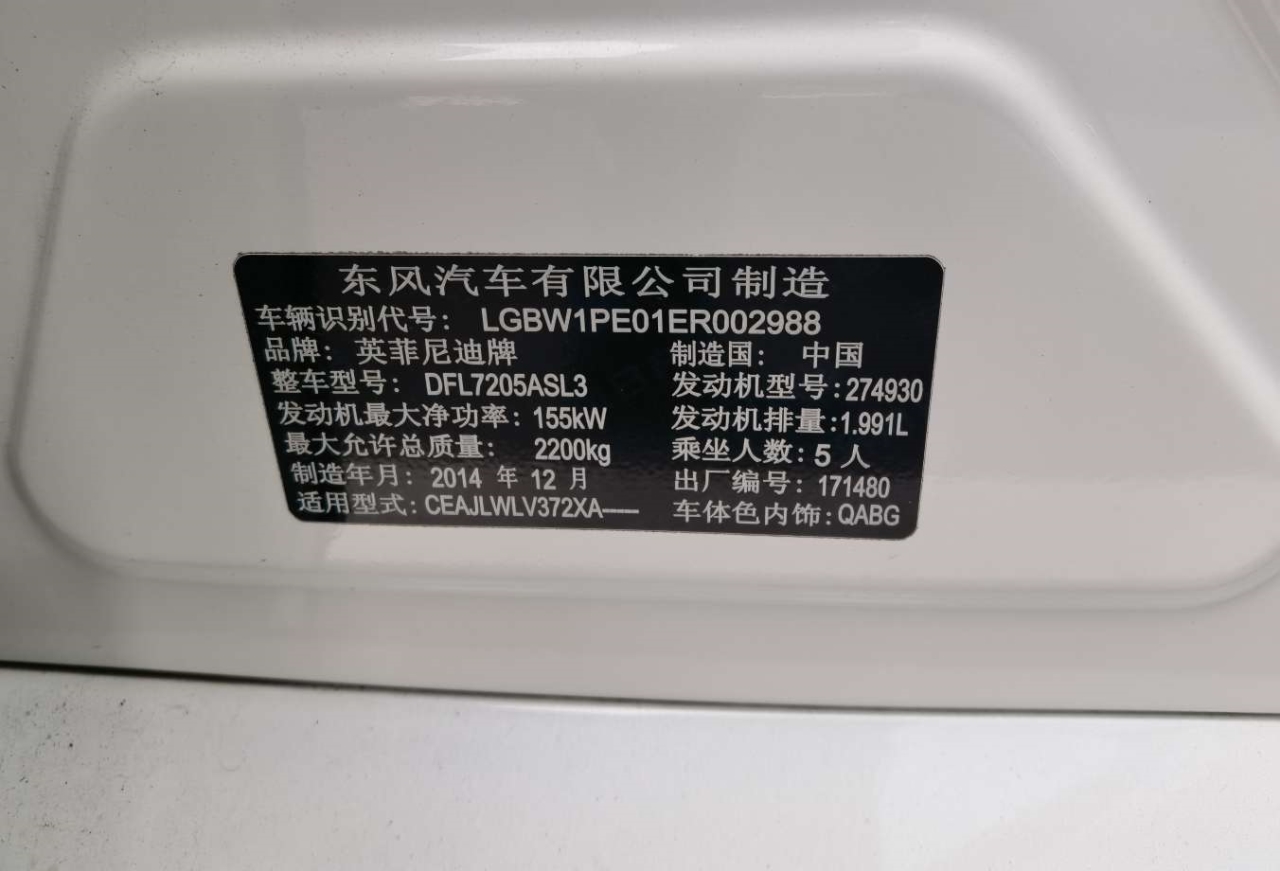 东风汽车有限公司制造
车辆识别代号: LGBW1PE01ER002988
品牌: 英菲尼迪牌 制造国: 中国
整车型号: DFL7205ASL3 发动机型号:274930
发动机最大净功率: 155kW 发动机排量:1.991L
最大允许总质量: 2200kg 乘坐人数: 5 人
制造年月: 2014 年 12 月 出厂编号: 171480
适用型式: CEAJLWLV372XA----- 车体色内饰: QABG